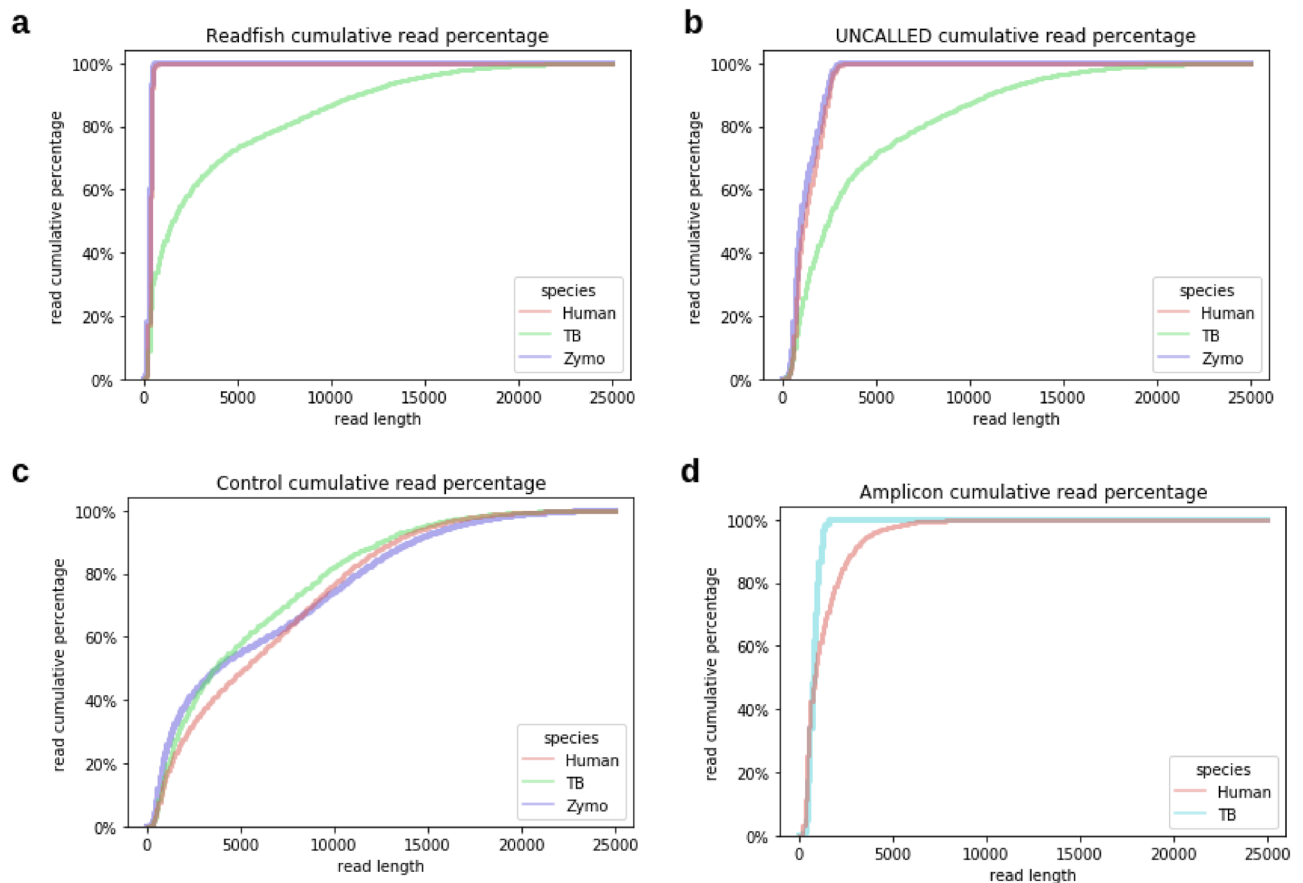 a
Readfish cumulative read percentage
100%
80%
60%
40%
20%
0%
read cumulative percentage
0 5000 10000 15000 20000 25000
read length
species
Human
TB
Zymo
b
UNCALLED cumulative read percentage
100%
80%
60%
40%
20%
0%
read cumulative percentage
0 5000 10000 15000 20000 25000
read length
species
Human
TB
Zymo
c
Control cumulative read percentage
100%
80%
60%
40%
20%
0%
read cumulative percentage
0 5000 10000 15000 20000 25000
read length
species
Human
TB
Zymo
d
Amplicon cumulative read percentage
100%
80%
60%
40%
20%
0%
read cumulative percentage
0 5000 10000 15000 20000 25000
read length
species
Human
TB